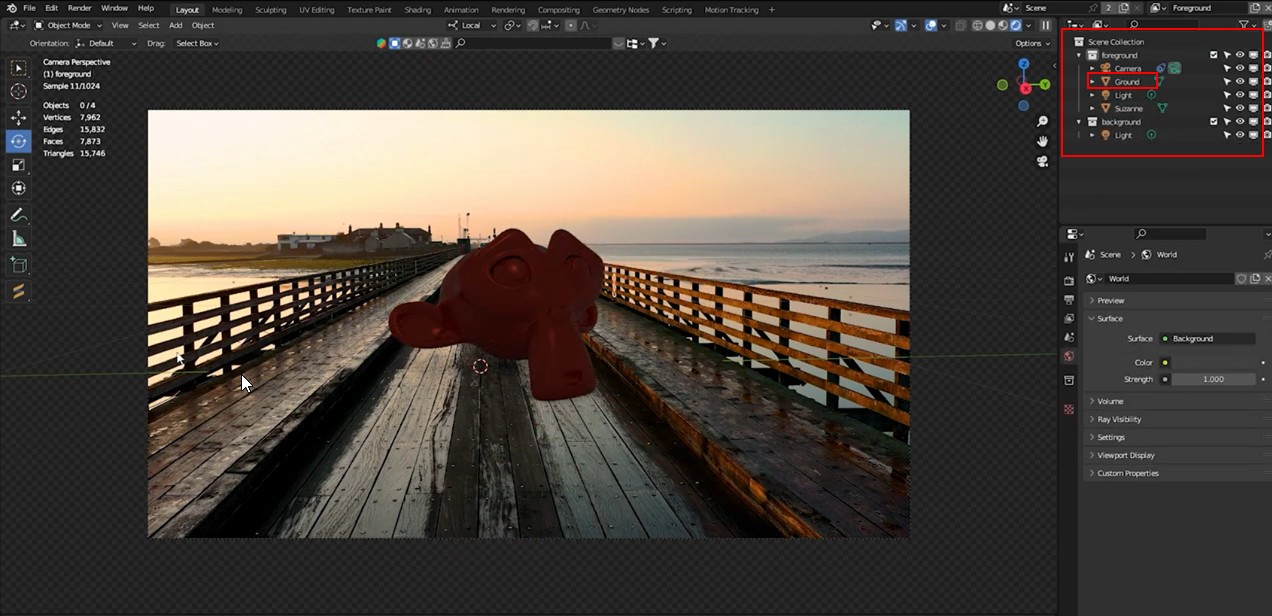 File Edit Render Window Help Layout Modeling Sculpting UV Editing Texture Paint Shading Animation Rendering Compositing Geometry Nodes Scripting Motion Tracking + Scene 2 Foreground
Object Mode View Select Add Object Local
Orientation: Default Drag: Select Box Options
Camera Perspective
(1) foreground
Sample 11/1024
Objects 0/4
Vertices 7,962
Edges 15,832
Faces 7,873
Triangles 15,746
Z
Y
X
Scene Collection
foreground
Camera
Ground
Light
Suzanne
background
Light
Scene > World
World
Preview
Surface
Surface Background
Color
Strength 1.000
Volume
Ray Visibility
Settings
Viewport Display
Custom Properties